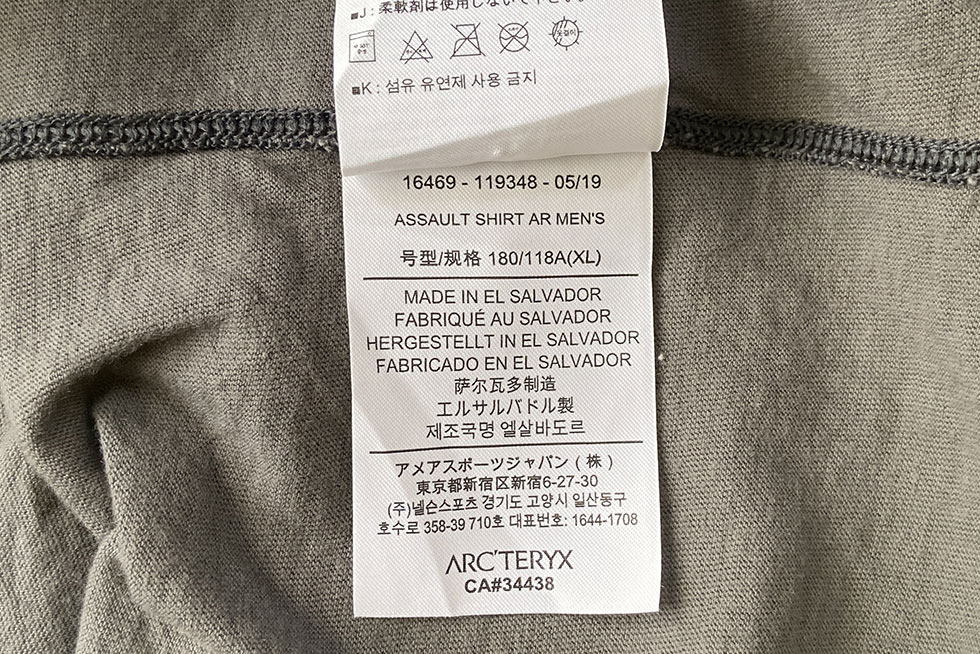 ■J : 柔軟剤は使用しないで下さい。
옷걸이
■K : 섬유 유연제 사용 금지
16469 - 119348 - 05/19
ASSAULT SHIRT AR MEN'S
号型/规格 180/118A(XL)
MADE IN EL SALVADOR
FABRIQUÉ AU SALVADOR
HERGESTELLT IN EL SALVADOR
FABRICADO EN EL SALVADOR
萨尔瓦多制造
エルサルバドル製
제조국명 엘살바도르
アメアスポーツジャパン ( 株 )
東京都新宿区新宿6-27-30
(주)넬슨스포츠 경기도 고양시 일산동구
호수로 358-39 710호 대표번호: 1644-1708
ARC'TERYX
CA#34438